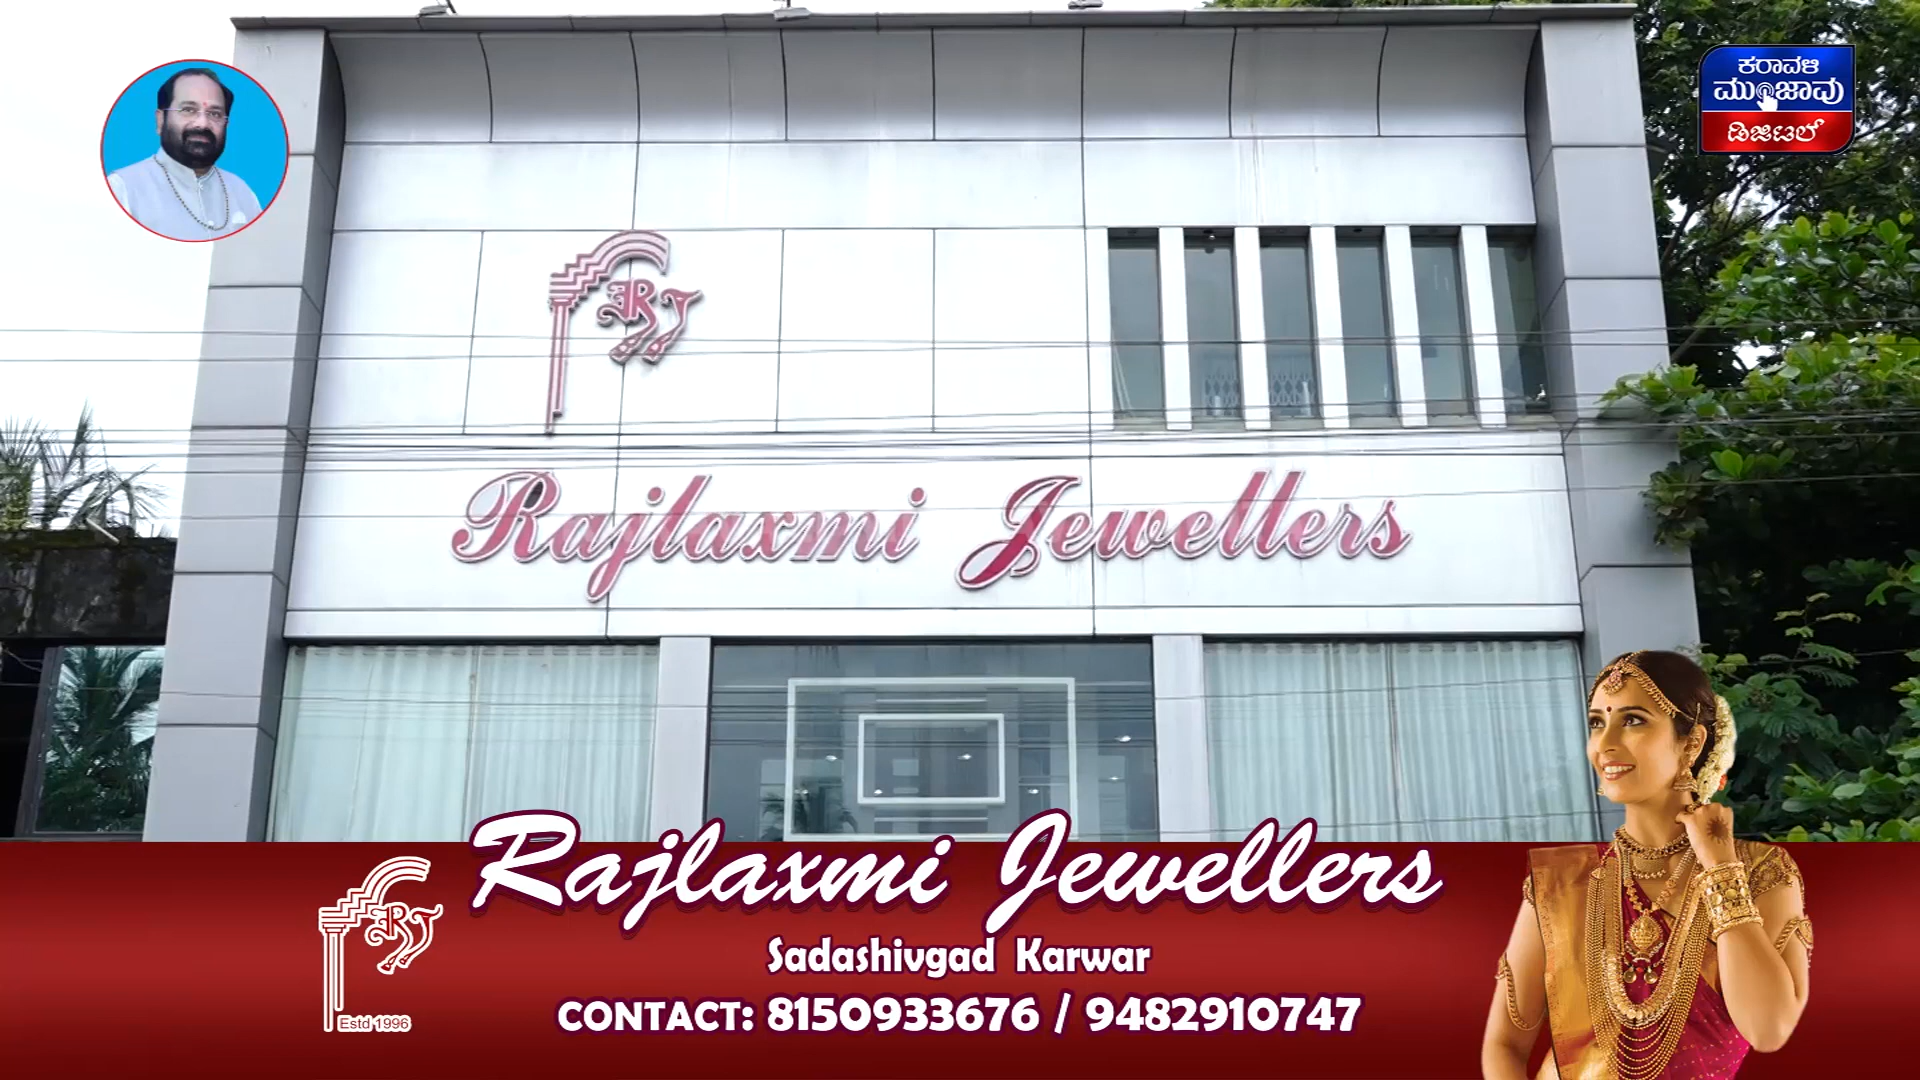 ಕರಾವಳಿ
ಮುಂಜಾವು
ಡಿಜಿಟಲ್
RJ
Rajlaxmi Jewellers
Rajlaxmi Jewellers
RJ
Sadashivgad Karwar
Estd 1996
CONTACT: 8150933676 / 9482910747